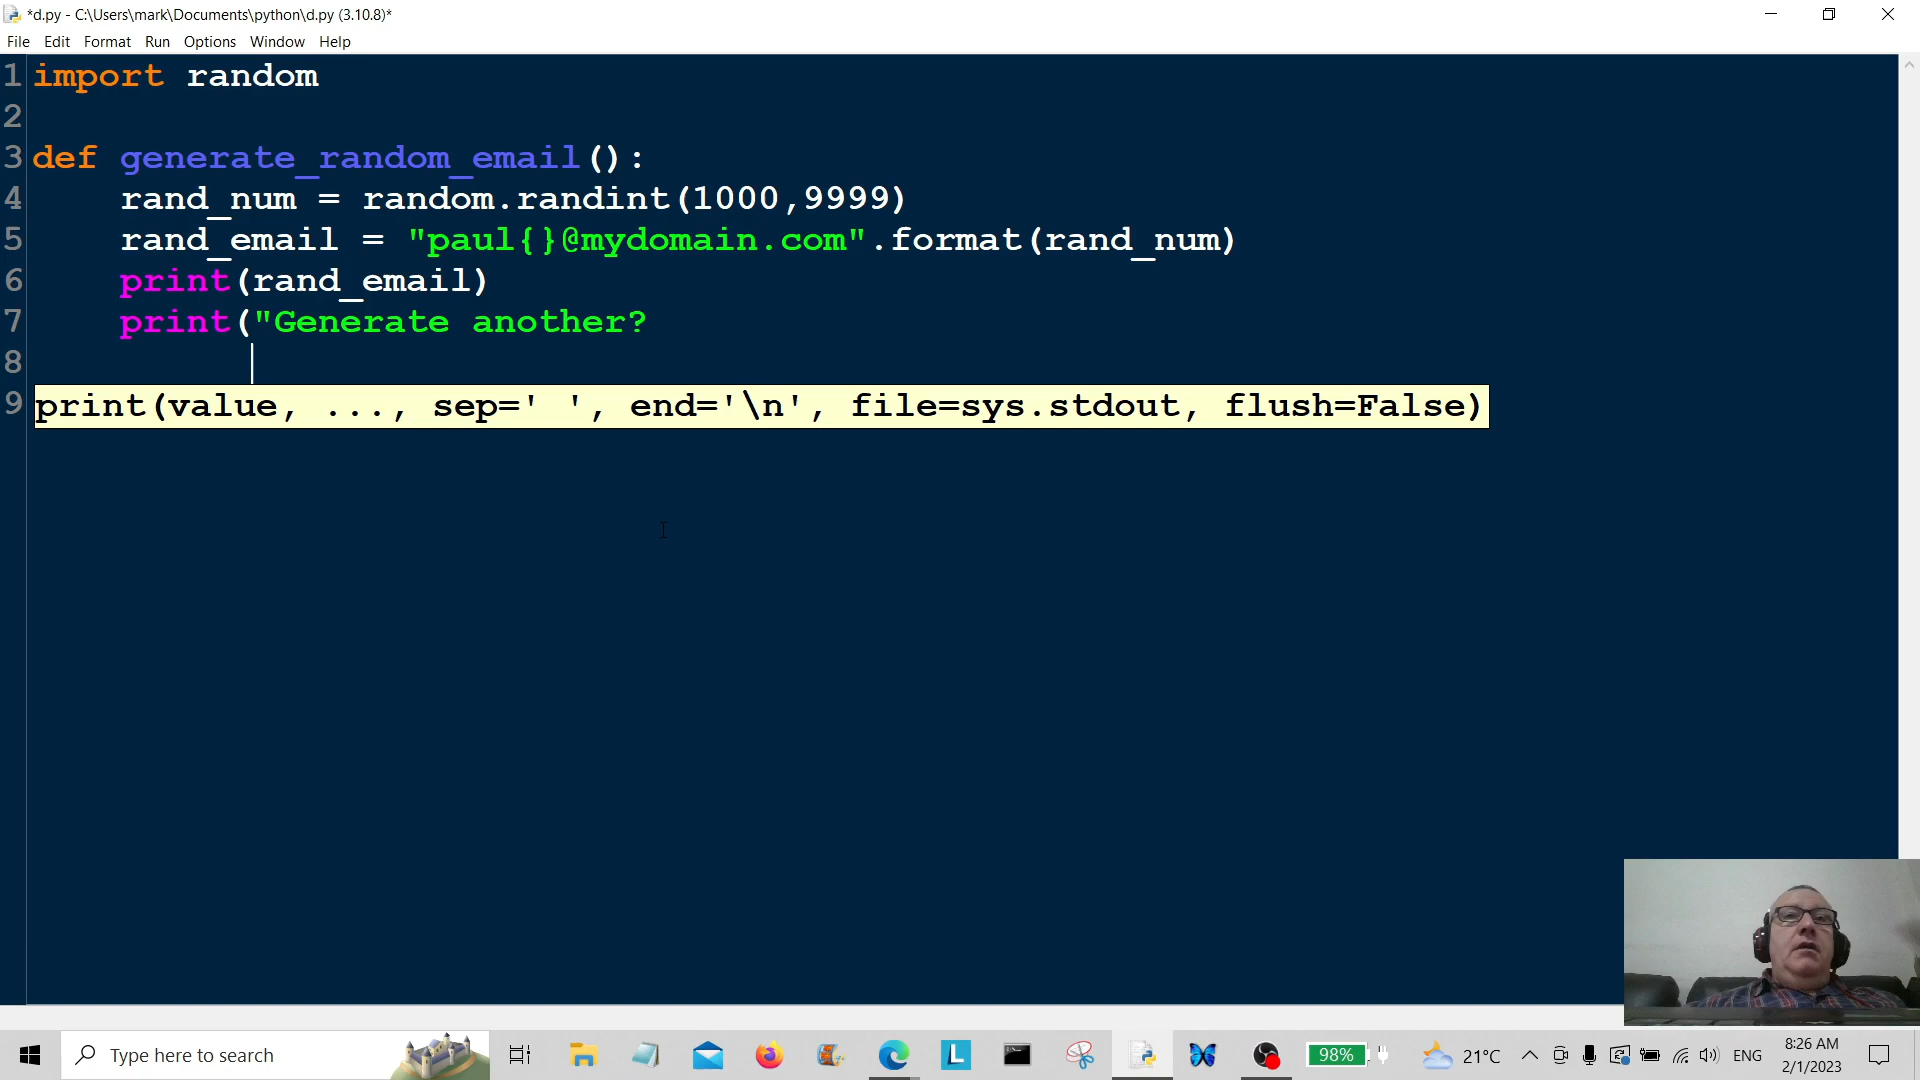 *d.py - C:\Users\mark\Documents\python\d.py (3.10.8)*
File Edit Format Run Options Window Help
1 import random
2
3 def generate_random_email():
4     rand_num = random.randint(1000,9999)
5     rand_email = "paul{}@mydomain.com".format(rand_num)
6     print(rand_email)
7     print("Generate another?
8
9 print(value, ..., sep=' ', end='\n', file=sys.stdout, flush=False)
Type here to search
L
98%
21°C
ENG
8:26 AM
2/1/2023